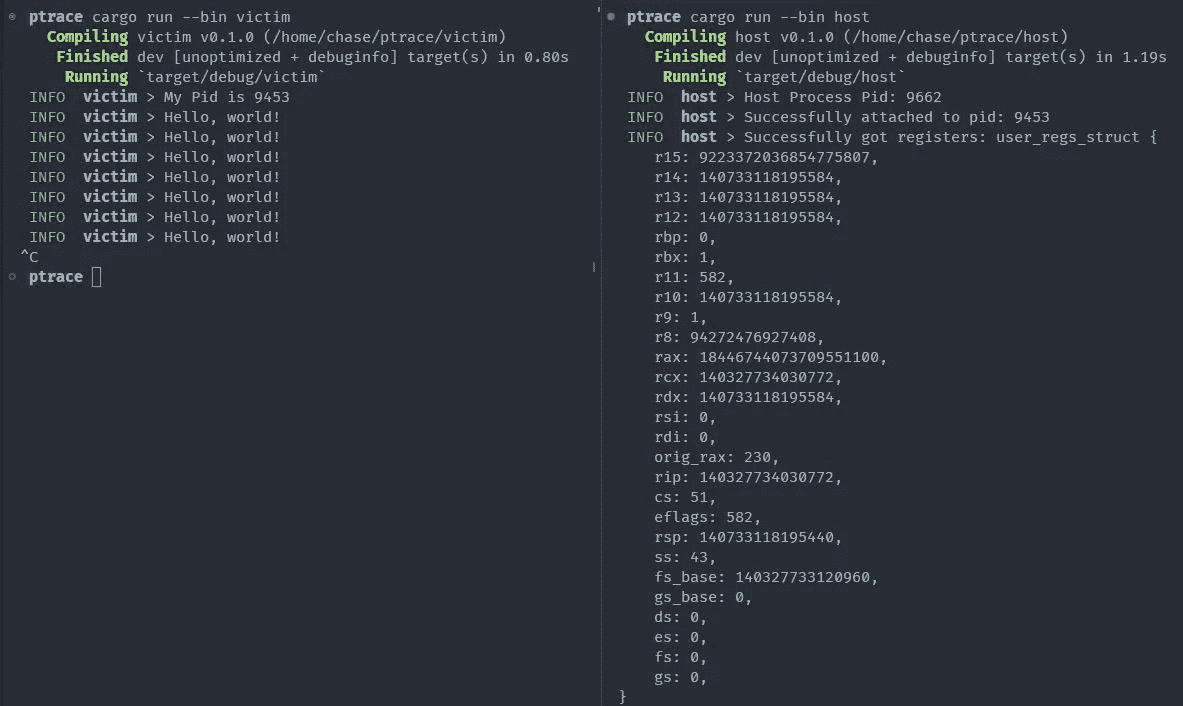 ptrace cargo run --bin victim
Compiling victim v0.1.0 (/home/chase/ptrace/victim)
Finished dev [unoptimized + debuginfo] target(s) in 0.80s
Running `target/debug/victim`
INFO victim > My Pid is 9453
INFO victim > Hello, world!
INFO victim > Hello, world!
INFO victim > Hello, world!
INFO victim > Hello, world!
INFO victim > Hello, world!
INFO victim > Hello, world!
INFO victim > Hello, world!
^C
ptrace
ptrace cargo run --bin host
Compiling host v0.1.0 (/home/chase/ptrace/host)
Finished dev [unoptimized + debuginfo] target(s) in 1.19s
Running `target/debug/host`
INFO host > Host Process Pid: 9662
INFO host > Successfully attached to pid: 9453
INFO host > Successfully got registers: user_regs_struct {
r15: 9223372036854775807,
r14: 140733118195584,
r13: 140733118195584,
r12: 140733118195584,
rbp: 0,
rbx: 1,
r11: 582,
r10: 140733118195584,
r9: 1,
r8: 94272476927408,
rax: 18446744073709551100,
rcx: 140327734030772,
rdx: 140733118195584,
rsi: 0,
rdi: 0,
orig_rax: 230,
rip: 140327734030772,
cs: 51,
eflags: 582,
rsp: 140733118195440,
ss: 43,
fs_base: 140327733120960,
gs_base: 0,
ds: 0,
es: 0,
fs: 0,
gs: 0,
}